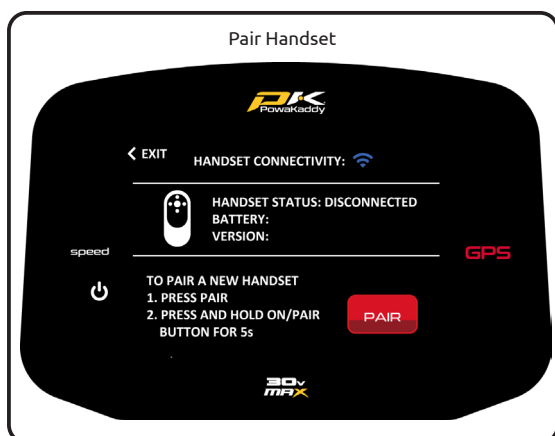 Pair Handset
PK
PowaKaddy
< EXIT
HANDSET CONNECTIVITY:
HANDSET STATUS: DISCONNECTED
BATTERY:
VERSION:
speed
GPS
TO PAIR A NEW HANDSET
1. PRESS PAIR
2. PRESS AND HOLD ON/PAIR
BUTTON FOR 5s
PAIR
30v
MAX